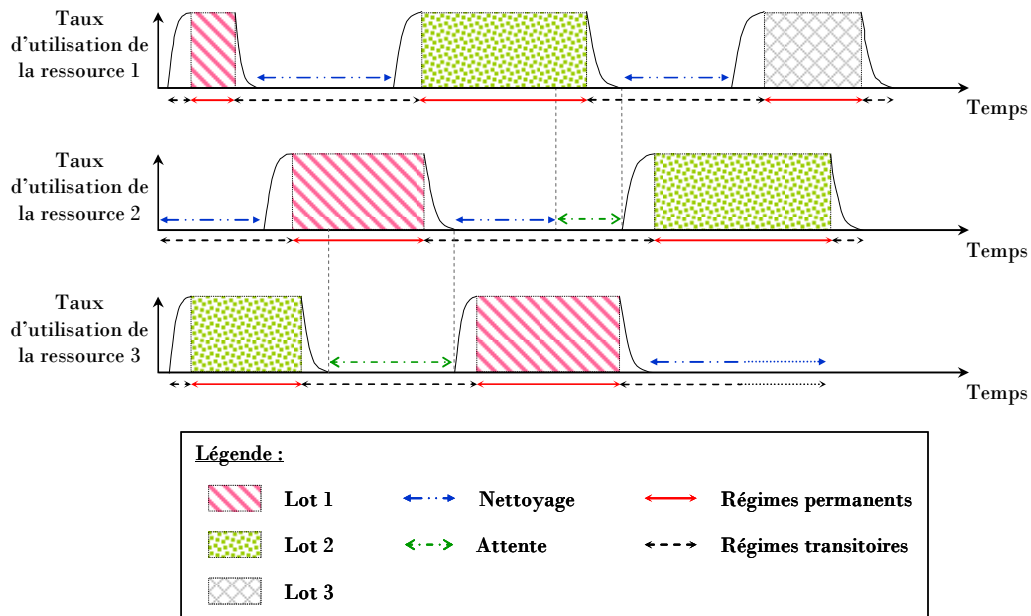 Taux
d'utilisation de
la ressource 1
Temps
Taux
d'utilisation de
la ressource 2
Temps
Taux
d'utilisation de
la ressource 3
Temps
Légende :
Lot 1
Nettoyage
Régimes permanents
Lot 2
Attente
Régimes transitoires
Lot 3